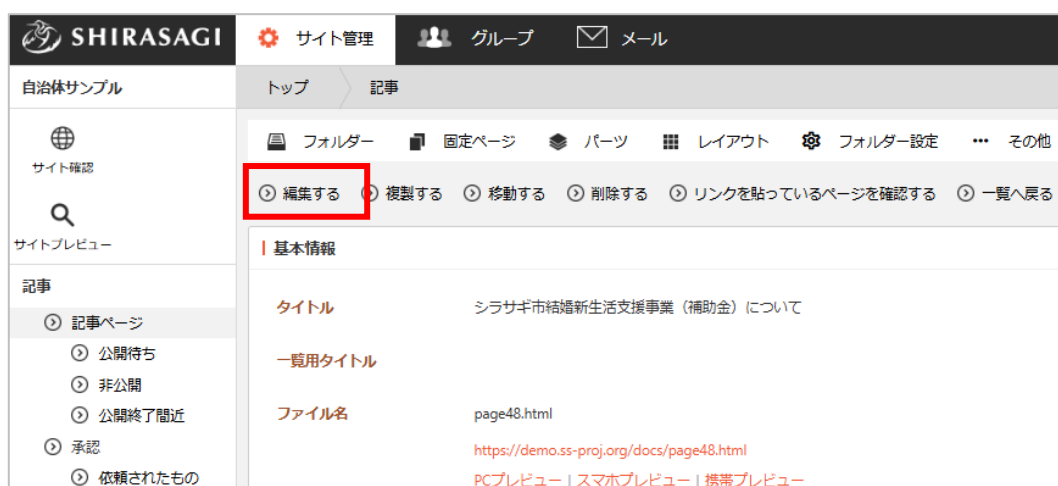 SHIRASAGI サイト管理 グループ メール
自治体サンプル トップ 記事
サイト確認
サイトプレビュー
記事
記事ページ
公開待ち
非公開
公開終了間近
承認
依頼されたもの
フォルダー 固定ページ パーツ レイアウト フォルダー設定 その他
編集する 複製する 移動する 削除する リンクを貼っているページを確認する 一覧へ戻る
基本情報
タイトル シラサギ市結婚新生活支援事業（補助金）について
一覧用タイトル
ファイル名 page48.html
https://demo.ss-proj.org/docs/page48.html
PCプレビュー | スマホプレビュー | 携帯プレビュー